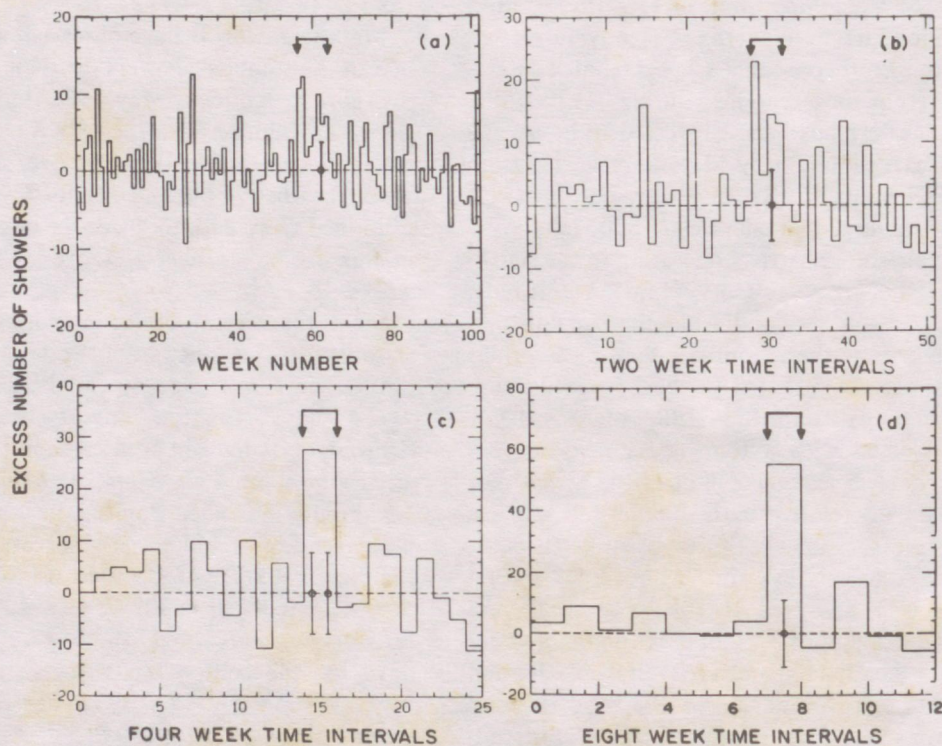 EXCESS NUMBER OF SHOWERS
(a)
20
10
0
-10
-20
0 20 40 60 80 100
WEEK NUMBER
(b)
30
20
10
0
-10
-20
0 10 20 30 40 50
TWO WEEK TIME INTERVALS
(c)
40
30
20
10
0
-10
-20
0 5 10 15 20 25
FOUR WEEK TIME INTERVALS
(d)
80
60
40
20
0
-20
0 2 4 6 8 10 12
EIGHT WEEK TIME INTERVALS